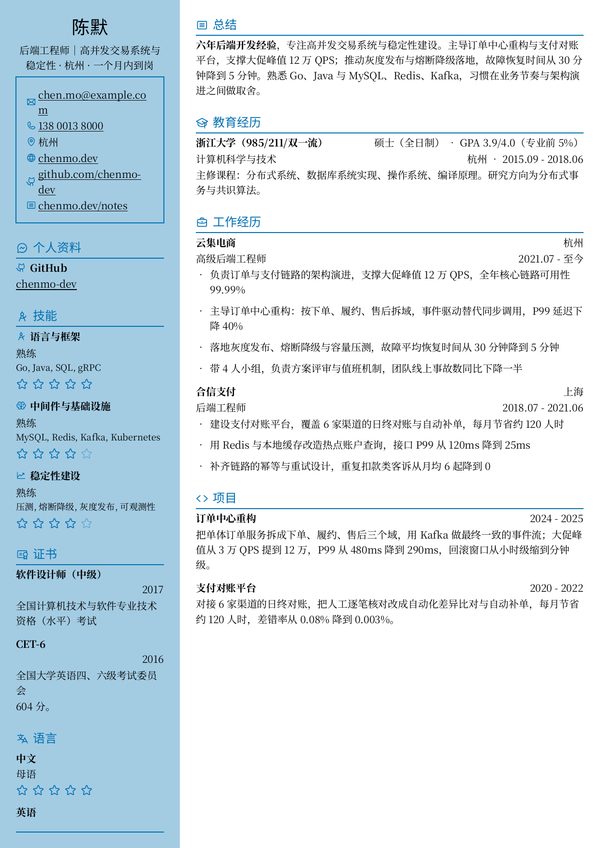 陈默
后端工程师｜高并发交易系统与
稳定性 · 杭州 · 一个月内到岗
chen.mo@example.co
m
138 0013 8000
杭州
chenmo.dev
github.com/chenmo-
dev
chenmo.dev/notes
个人资料
GitHub
chenmo-dev
技能
语言与框架
熟练
Go, Java, SQL, gRPC
中间件与基础设施
熟练
MySQL, Redis, Kafka, Kubernetes
稳定性建设
熟练
压测, 熔断降级, 灰度发布, 可观测性
证书
软件设计师（中级）
2017
全国计算机技术与软件专业技术
资格（水平）考试
CET-6
2016
全国大学英语四、六级考试委员
会
604 分。
语言
中文
母语
英语
总结
六年后端开发经验，专注高并发交易系统与稳定性建设。主导订单中心重构与支付对账
平台，支撑大促峰值 12 万 QPS；推动灰度发布与熔断降级落地，故障恢复时间从 30 分
钟降到 5 分钟。熟悉 Go、Java 与 MySQL、Redis、Kafka，习惯在业务节奏与架构演
进之间做取舍。
教育经历
浙江大学（985/211/双一流） 硕士（全日制） · GPA 3.9/4.0（专业前 5%）
计算机科学与技术 杭州 · 2015.09 - 2018.06
主修课程：分布式系统、数据库系统实现、操作系统、编译原理。研究方向为分布式事
务与共识算法。
工作经历
云集电商 杭州
高级后端工程师 2021.07 - 至今
· 负责订单与支付链路的架构演进，支撑大促峰值 12 万 QPS，全年核心链路可用性
99.99%
· 主导订单中心重构：按下单、履约、售后拆域，事件驱动替代同步调用，P99 延迟下
降 40%
· 落地灰度发布、熔断降级与容量压测，故障平均恢复时间从 30 分钟降到 5 分钟
· 带 4 人小组，负责方案评审与值班机制，团队线上事故数同比下降一半
合信支付 上海
后端工程师 2018.07 - 2021.06
· 建设支付对账平台，覆盖 6 家渠道的日终对账与自动补单，每月节省约 120 人时
· 用 Redis 与本地缓存改造热点账户查询，接口 P99 从 120ms 降到 25ms
· 补齐链路的幂等与重试设计，重复扣款类客诉从月均 6 起降到 0
项目
订单中心重构 2024 - 2025
把单体订单服务拆成下单、履约、售后三个域，用 Kafka 做最终一致的事件流；大促峰
值从 3 万 QPS 提到 12 万，P99 从 480ms 降到 290ms，回滚窗口从小时级缩到分钟
级。
支付对账平台 2020 - 2022
对接 6 家渠道的日终对账，把人工逐笔核对改成自动化差异比对与自动补单，每月节省
约 120 人时，差错率从 0.08% 降到 0.003%。